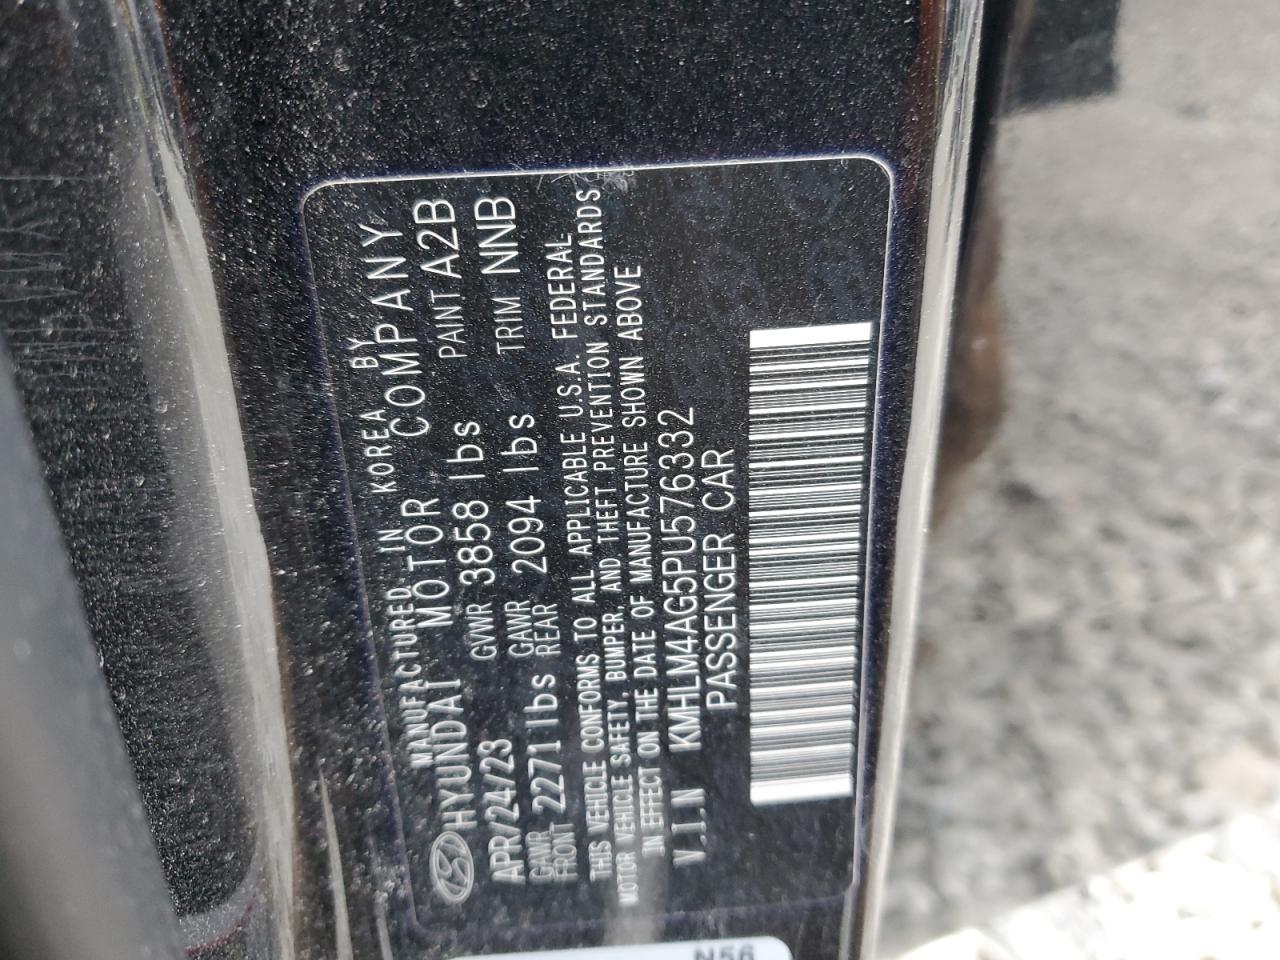 MANUFACTURED IN KOREA BY
HYUNDAI MOTOR COMPANY
APR/24/23 GVWR 3858 lbs PAINT A2B
GAWR FRONT 2271 lbs GAWR REAR 2094 lbs TRIM NNB
THIS VEHICLE CONFORMS TO ALL APPLICABLE U.S.A. FEDERAL
MOTOR VEHICLE SAFETY, BUMPER, AND THEFT PREVENTION STANDARDS
IN EFFECT ON THE DATE OF MANUFACTURE SHOWN ABOVE
V.I.N KMHLM4AG5PU576332
PASSENGER CAR
N56